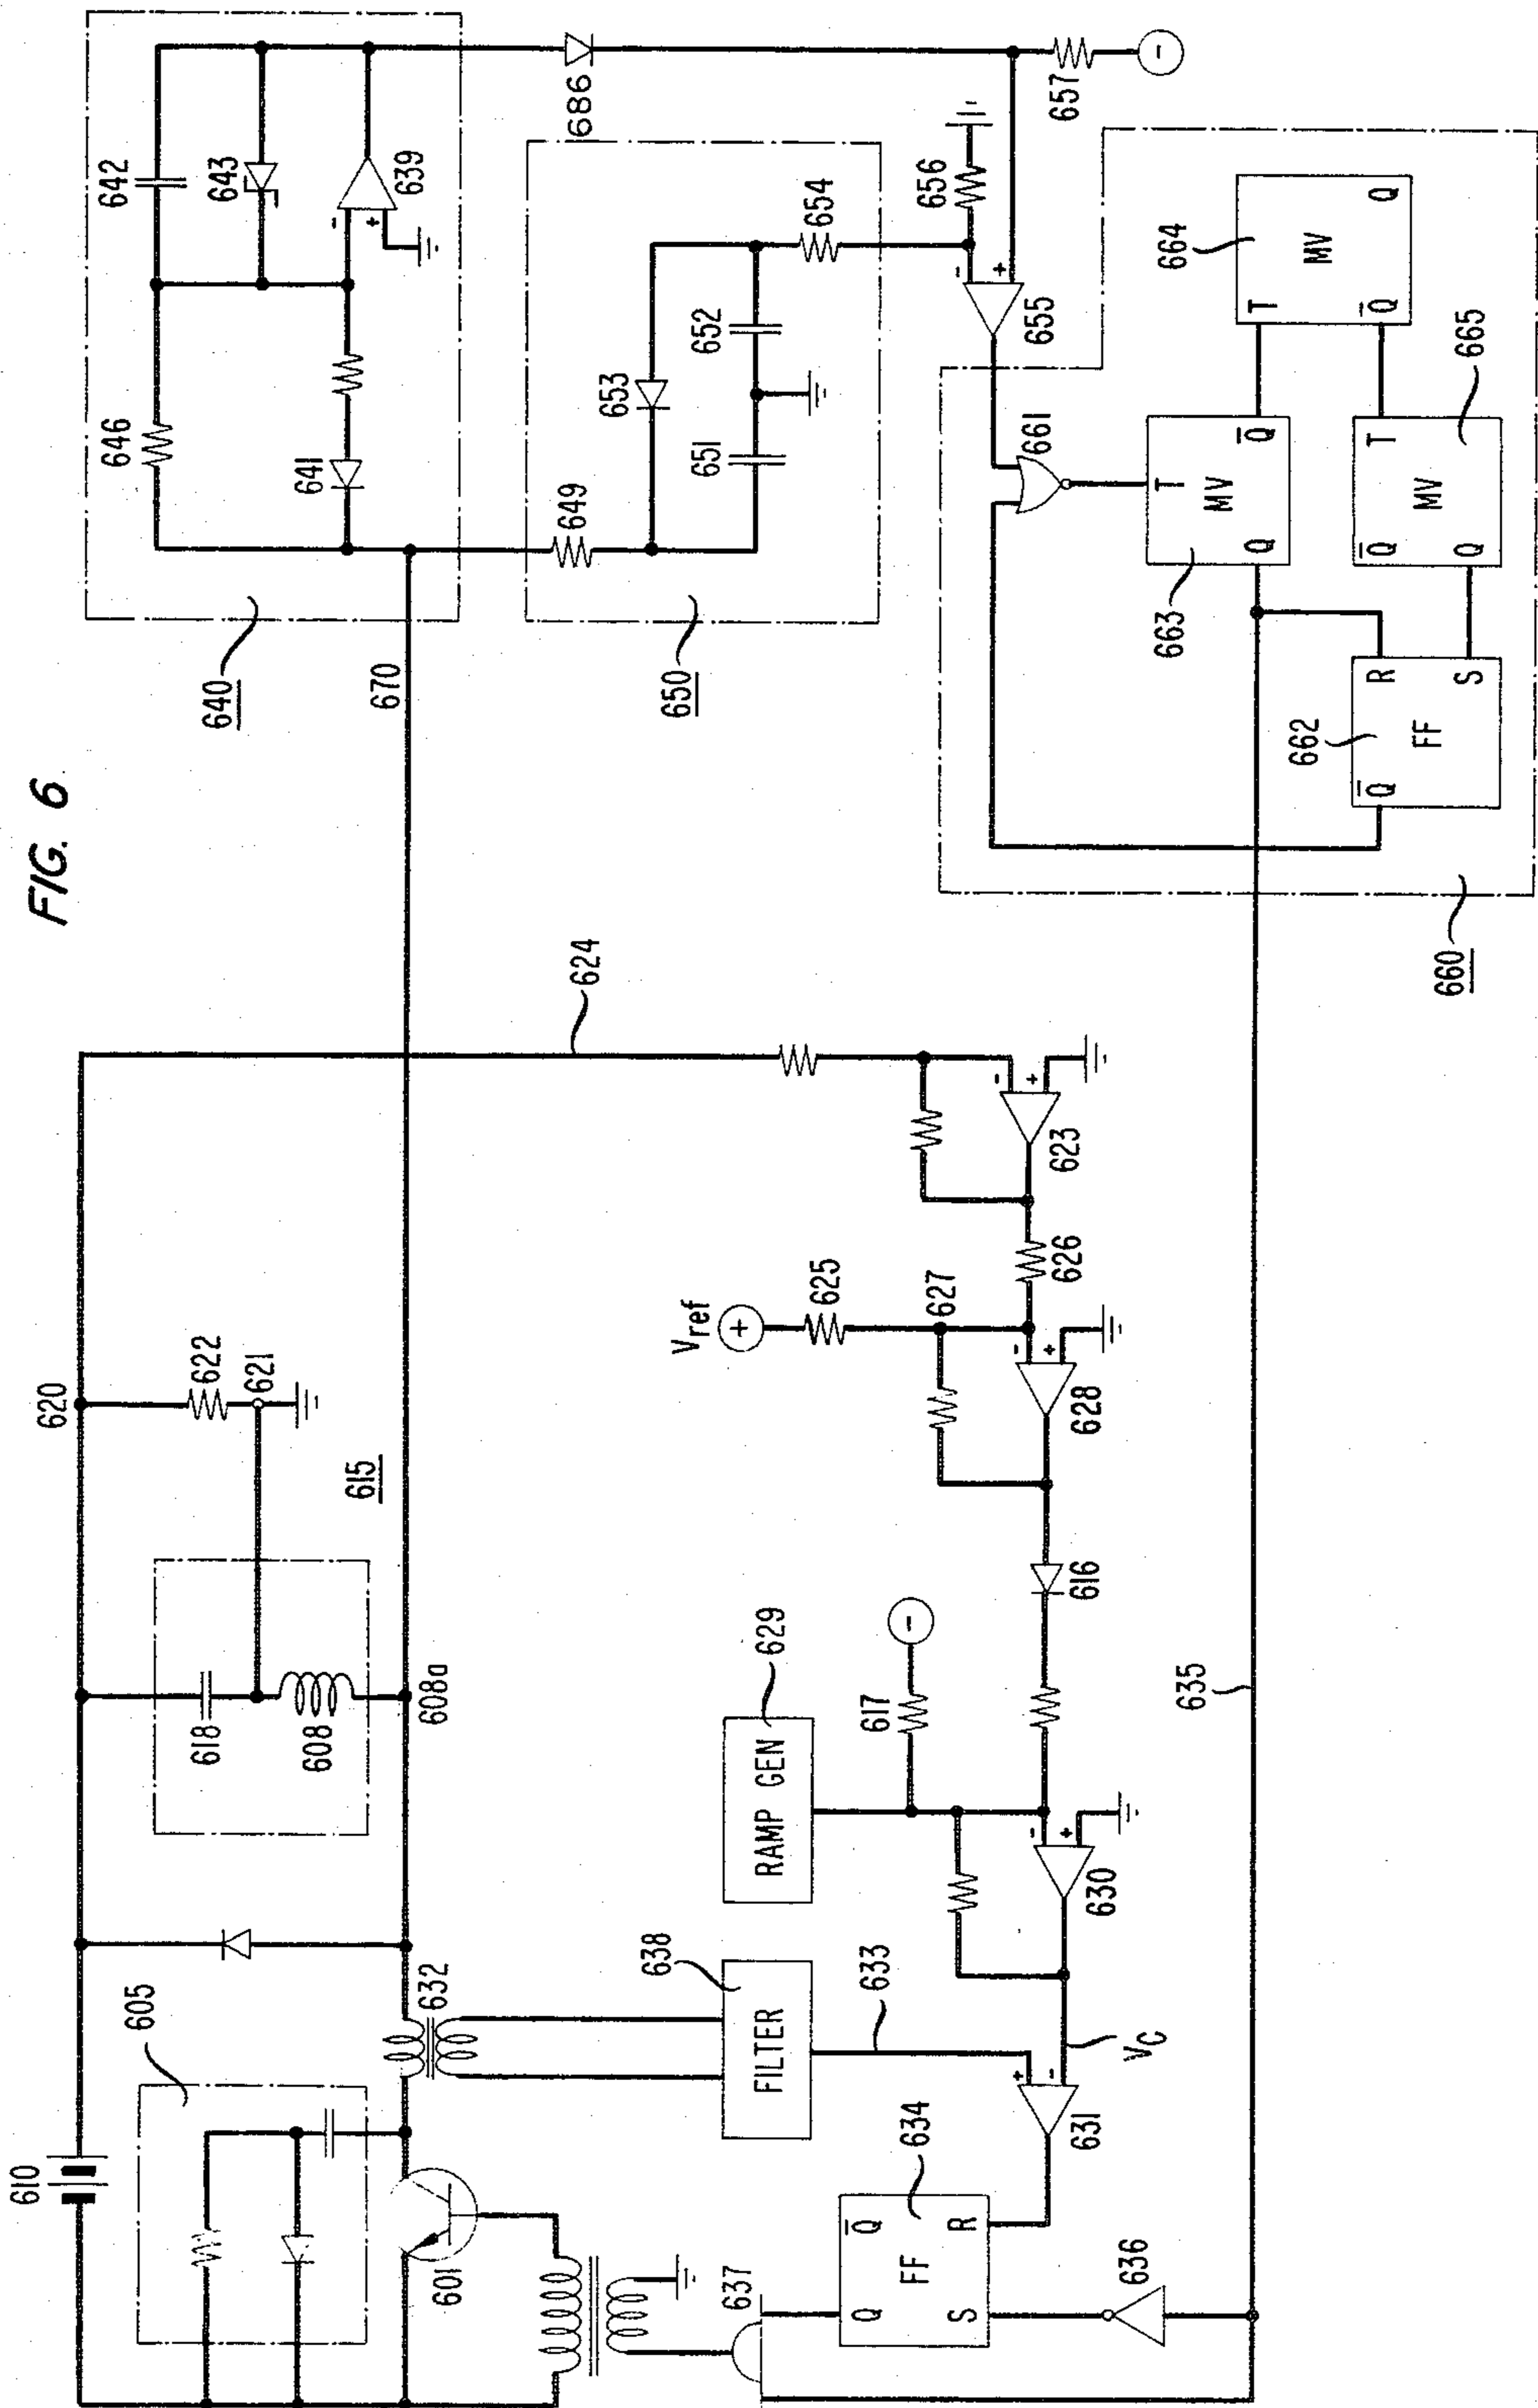 FIG. 6
610
605
601
632
638
FILTER
633
634
Q
Q̄
FF
S
R
637
636
631
VC
630
629
RAMP GEN
617
-
616
618
608
608a
615
620
622
621
Vref
+
625
627
626
628
623
624
635
670
640
646
641
642
643
639
650
649
651
652
653
654
686
656
655
657
-
660
661
T
MV
Q
Q̄
663
T
MV
Q̄
Q
664
Q̄
T
MV
Q
665
Q̄
FF
R
S
662
-
+
-
+
-
+
-
+
-
+
+
-